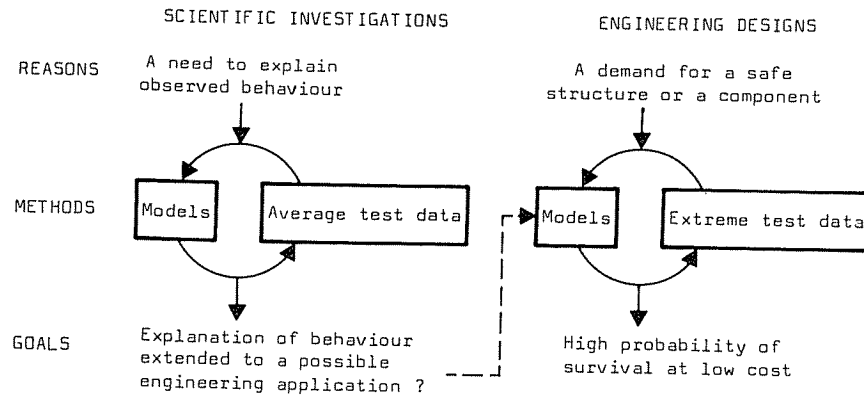 SCIENTIFIC INVESTIGATIONS
ENGINEERING DESIGNS
REASONS
A need to explain
observed behaviour
A demand for a safe
structure or a component
METHODS
Models
Average test data
Models
Extreme test data
GOALS
Explanation of behaviour
extended to a possible
engineering application ?
High probability of
survival at low cost